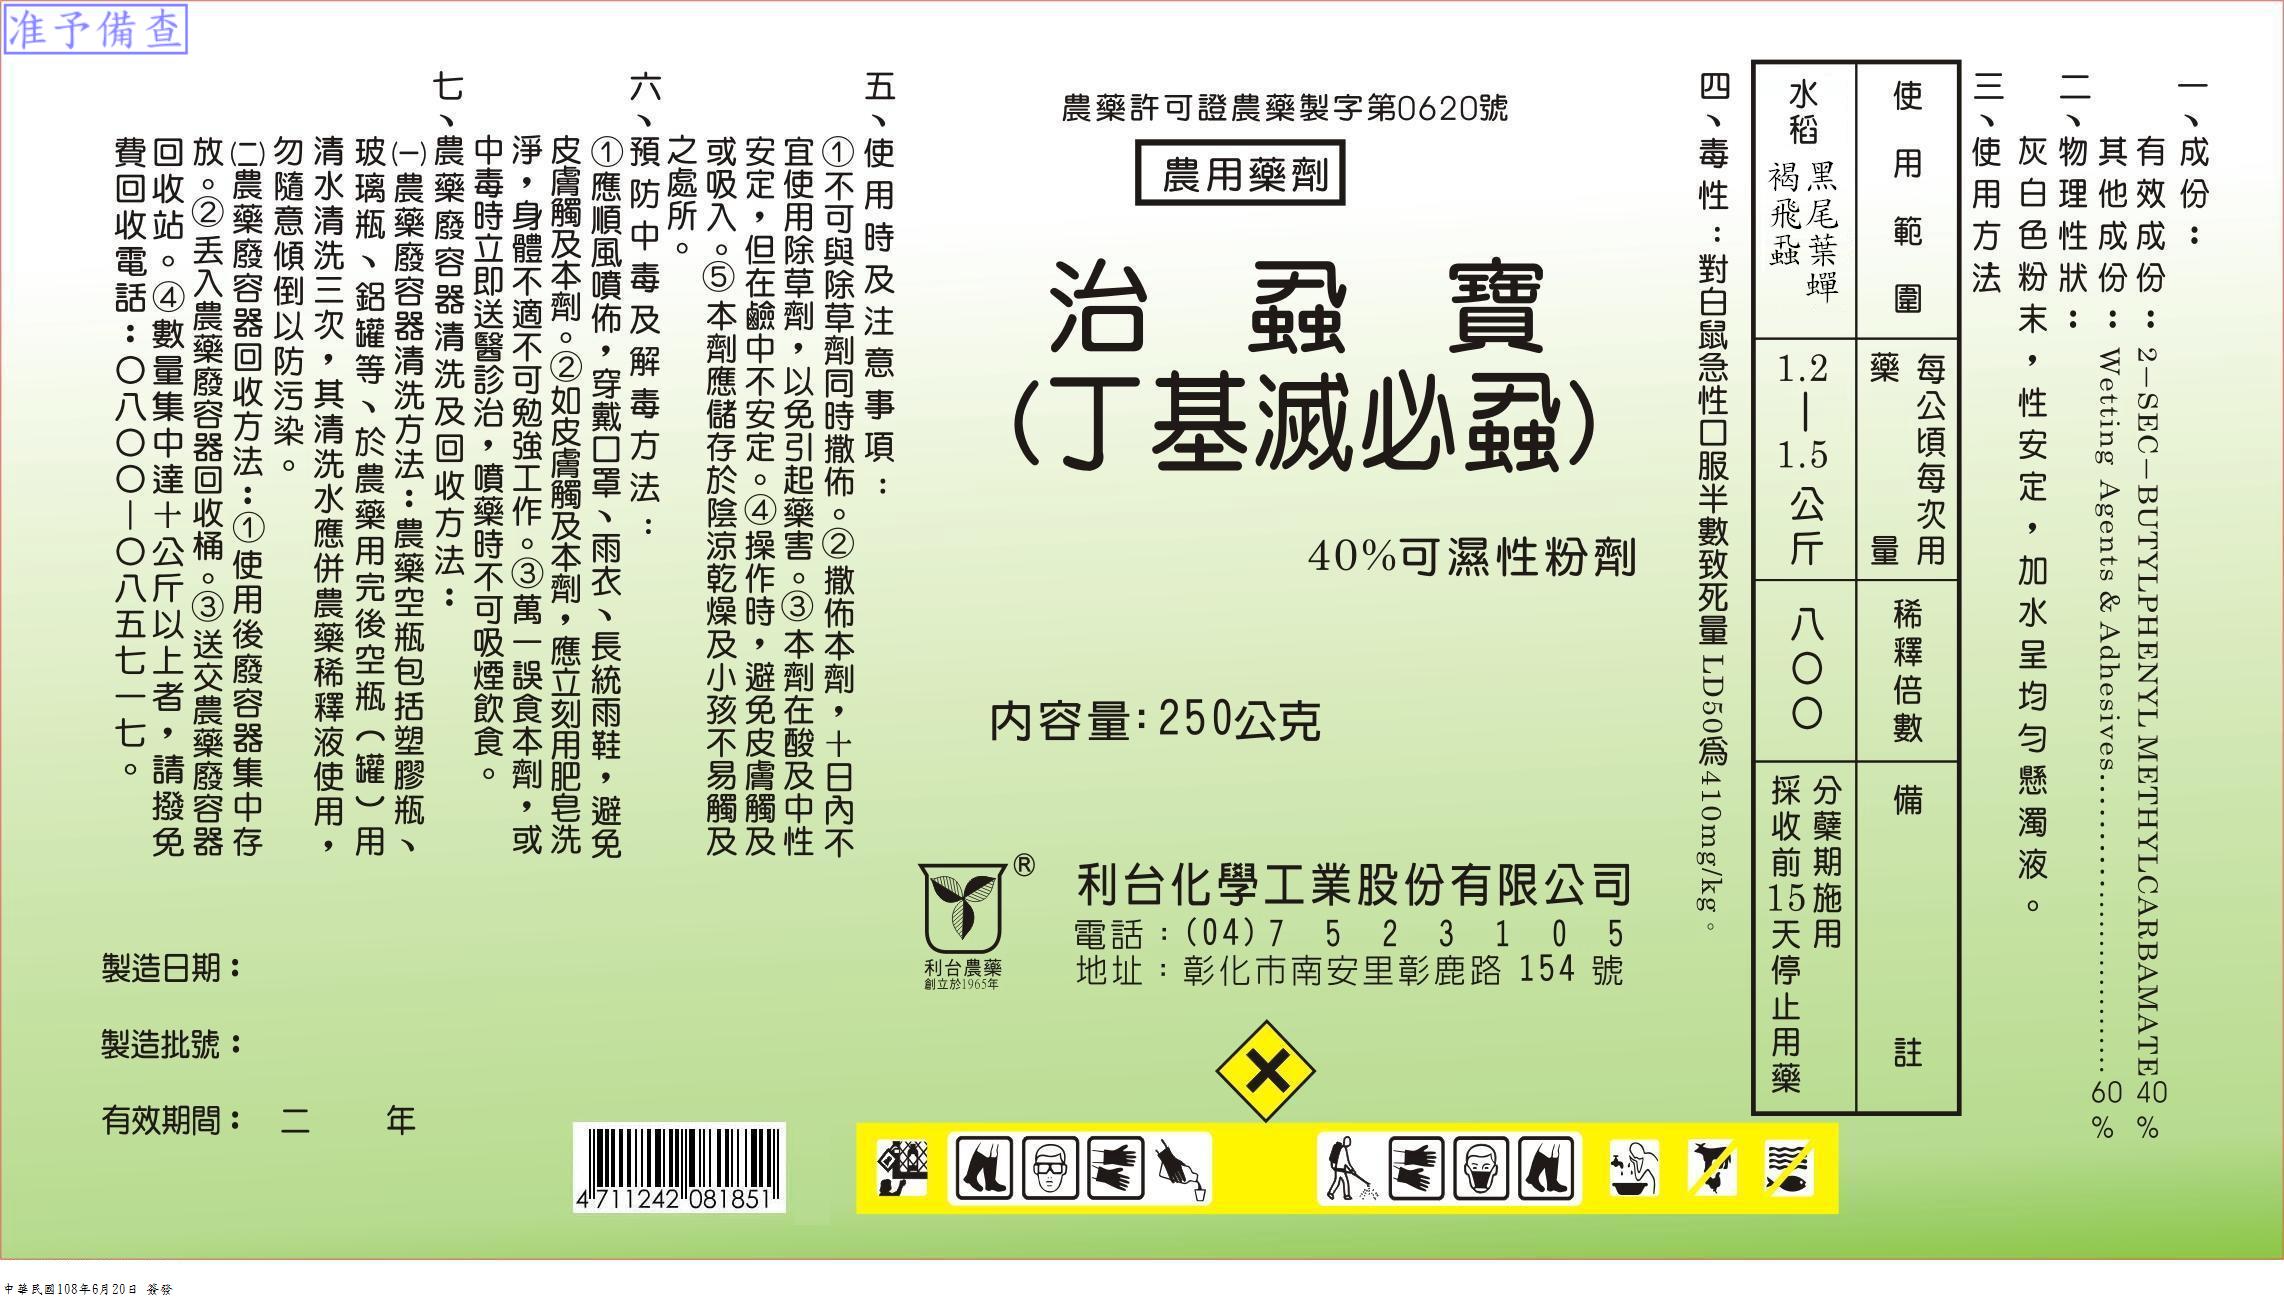 准予備查
一、成份：
有效成份：2-SEC-BUTYLPHENYL METHYLCARBAMATE 40%
其他成份：Wetting Agents & Adhesives........................ 60%
二、物理性狀：
灰白色粉末，性安定，加水呈均勻懸濁液。
三、使用方法
使用範圍
每公頃每次用
藥量
稀釋倍數
備註
水稻
黑尾葉蟬
褐飛蝨
1.2—1.5公斤
八〇〇
分蘗期施用
採收前15天停止用藥
四、毒性：對白鼠急性口服半數致死量LD50為410mg/kg。
農藥許可證農藥製字第0620號
農用藥劑
治蝨寶
(丁基滅必蝨)
40%可濕性粉劑
內容量:250公克
®
利台農藥
創立於1965年
利台化學工業股份有限公司
電話：(04)7523105
地址：彰化市南安里彰鹿路 154 號
五、使用時及注意事項：
①不可與除草劑同時撒佈。②撒佈本劑，十日內不
宜使用除草劑，以免引起藥害。③本劑在酸及中性
安定，但在鹼中不安定。④操作時，避免皮膚觸及
或吸入。⑤本劑應儲存於陰涼乾燥及小孩不易觸及
之處所。
六、預防中毒及解毒方法：
①應順風噴佈，穿戴口罩、雨衣、長統雨鞋，避免
皮膚觸及本劑。②如皮膚觸及本劑，應立刻用肥皂洗
淨，身體不適不可勉強工作。③萬一誤食本劑，或
中毒時立即送醫診治，噴藥時不可吸煙飲食。
七、農藥廢容器清洗及回收方法：
㈠農藥廢容器清洗方法：農藥空瓶包括塑膠瓶、
玻璃瓶、鋁罐等、於農藥用完後空瓶（罐）用
清水清洗三次，其清洗水應併農藥稀釋液使用，
勿隨意傾倒以防污染。
㈡農藥廢容器回收方法：①使用後廢容器集中存
放。②丟入農藥廢容器回收桶。③送交農藥廢容器
回收站。④數量集中達十公斤以上者，請撥免
費回收電話：〇八〇〇—〇八五七一七。
製造日期：
製造批號：
有效期間： 二 年
4 711242 081851
中華民國108年6月20日 簽發